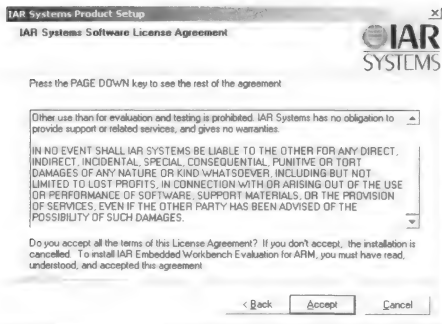 IAR Systems Product Setup
IAR Systems Software License Agreement
IAR
SYSTEMS
Press the PAGE DOWN key to see the rest of the agreement
Other use than for evaluation and testing is prohibited. IAR Systems has no obligation to
provide support or related services, and gives no warranties.
IN NO EVENT SHALL IAR SYSTEMS BE LIABLE TO THE OTHER FOR ANY DIRECT,
INDIRECT, INCIDENTAL, SPECIAL, CONSEQUENTIAL, PUNITIVE OR TORT
DAMAGES OF ANY NATURE OR KIND WHATSOEVER, INCLUDING BUT NOT
LIMITED TO LOST PROFITS, IN CONNECTION WITH OR ARISING OUT OF THE USE
OR PERFORMANCE OF SOFTWARE, SUPPORT MATERIALS, OR THE PROVISION
OF SERVICES, EVEN IF THE OTHER PARTY HAS BEEN ADVISED OF THE
POSSIBILITY OF SUCH DAMAGES.
Do you accept all the terms of this License Agreement? If you don't accept, the installation is
cancelled. To install IAR Embedded Workbench Evaluation for ARM, you must have read,
understood, and accepted this agreement
< Back
Accept
Cancel